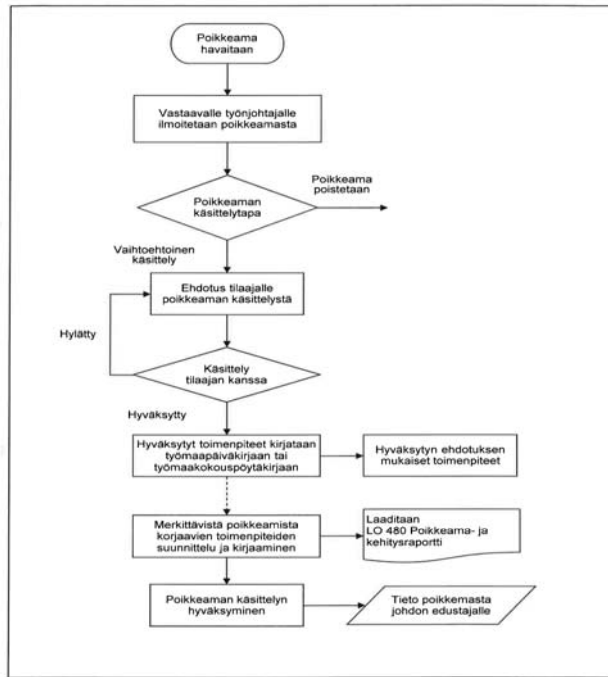 Poikkeama
havaitaan
Vastaavalle työnjohtajalle
ilmoitetaan poikkeamasta
Poikkeama
poistetaan
Poikkeaman
käsittelytapa
Vaihtoehtoinen
käsittely
Ehdotus tilaajalle
poikkeaman käsittelystä
Hylätty
Käsittely
tilaajan kanssa
Hyväksytty
Hyväksytyt toimenpiteet kirjataan
työmaapäiväkirjaan tai
työmaakokouspöytäkirjaan
Hyväksytyn ehdotuksen
mukaiset toimenpiteet
Merkittävistä poikkeamista
korjaavien toimenpiteiden
suunnittelu ja kirjaaminen
Laaditaan
LO 480 Poikkeama- ja
kehitysraportti
Poikkeaman käsittelyn
hyväksyminen
Tieto poikkemasta
johdon edustajalle